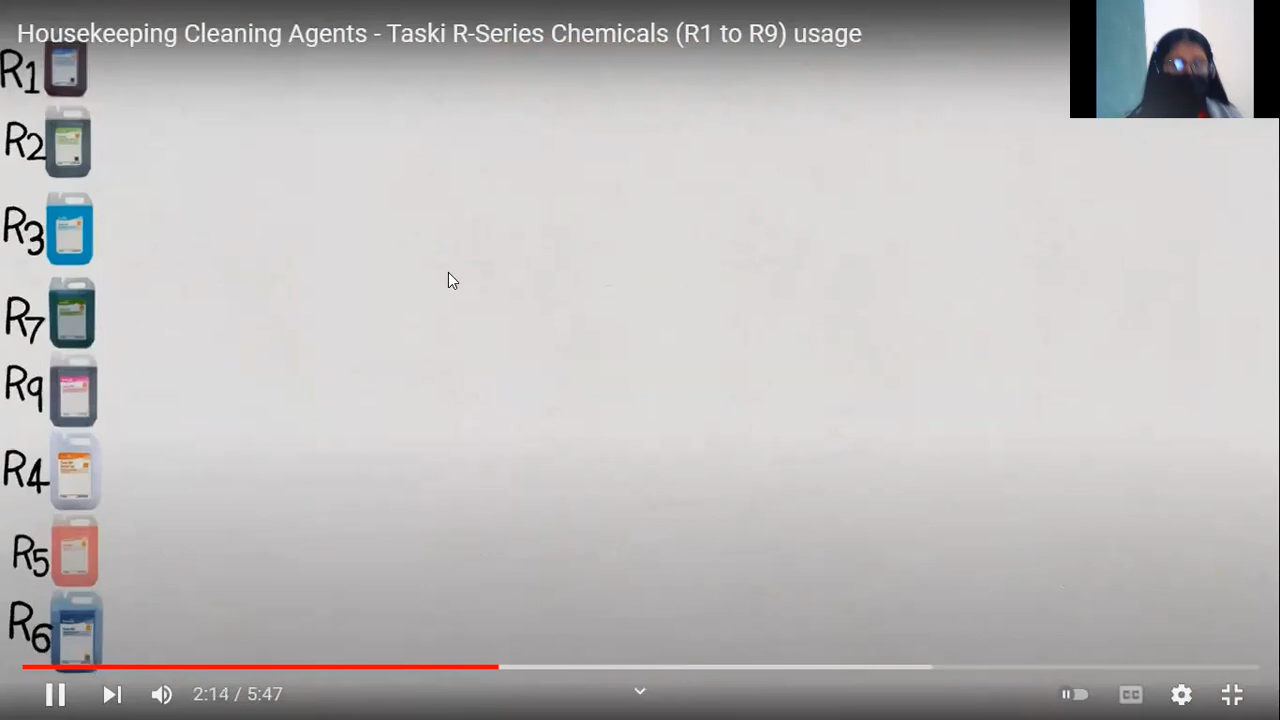 Housekeeping Cleaning Agents - Taski R-Series Chemicals (R1 to R9) usage
R1
R2
R3
R7
R9
R4
R5
R6
2:14 / 5:47
CC